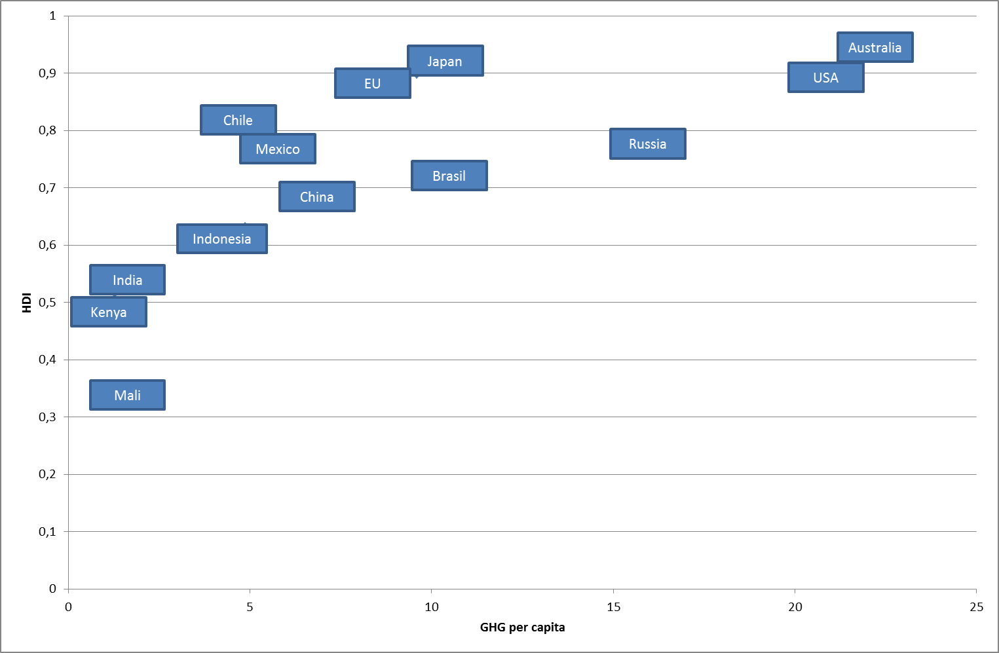 1
0,9
0,8
0,7
0,6
0,5
0,4
0,3
0,2
0,1
0
HDI
Australia
Japan
USA
EU
Chile
Russia
Mexico
Brasil
China
Indonesia
India
Kenya
Mali
0 5 10 15 20 25
GHG per capita